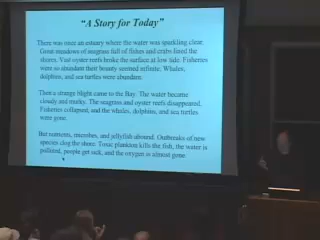 "A Story for Today"
There was once an estuary where the water was sparkling clear.
Great meadows of seagrass full of fishes and crabs lined the
shores. Vast oyster reefs broke the surface at low tide. Fisheries
were so abundant their bounty seemed infinite. Whales,
dolphins, and sea turtles were abundant.
Then a strange blight came to the Bay. The water became
cloudy and murky. The seagrass and oyster reefs disappeared.
Fisheries collapsed and the whales, dolphins, and sea turtles
were gone.
But nutrients, microbes, and jellyfish abound. Outbreaks of new
species clog the shore. Toxic plankton kills the fish, the water is
polluted, people get sick, and the oxygen is almost gone.